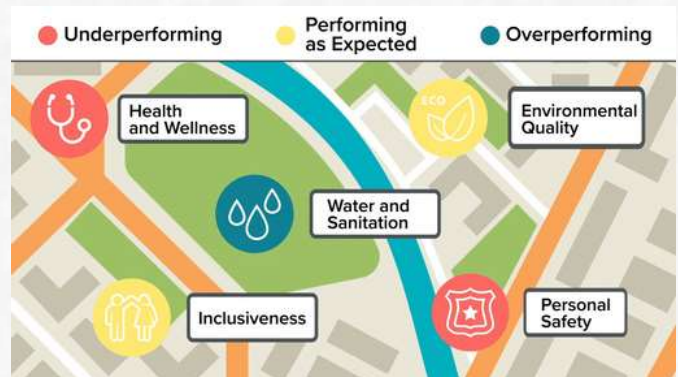 Underperforming
Performing
as Expected
Overperforming
Health
and Wellness
ECO
Environmental
Quality
Water and
Sanitation
Inclusiveness
Personal
Safety